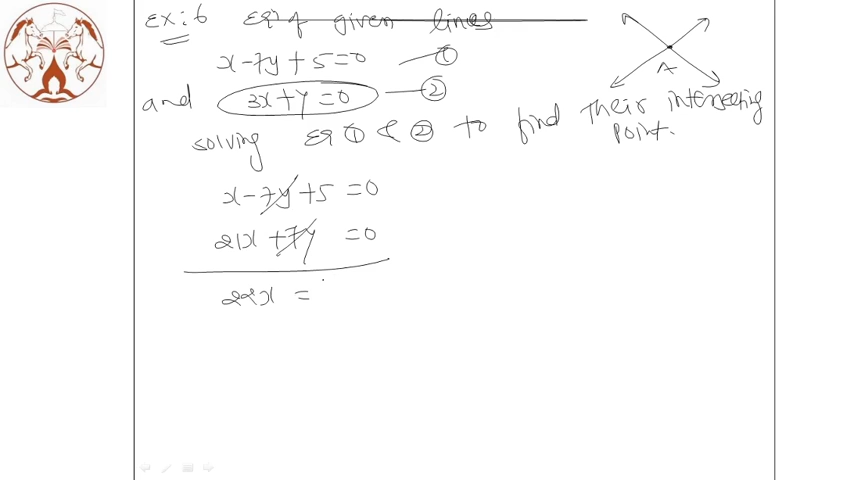 Ex:6 Eqn of given lines
x-7y+5=0 —①
and 3x+y=0 —②
solving Eq ① & ② to find their intersecting point.
A
x-7y+5=0
21x+7y =0
22x =